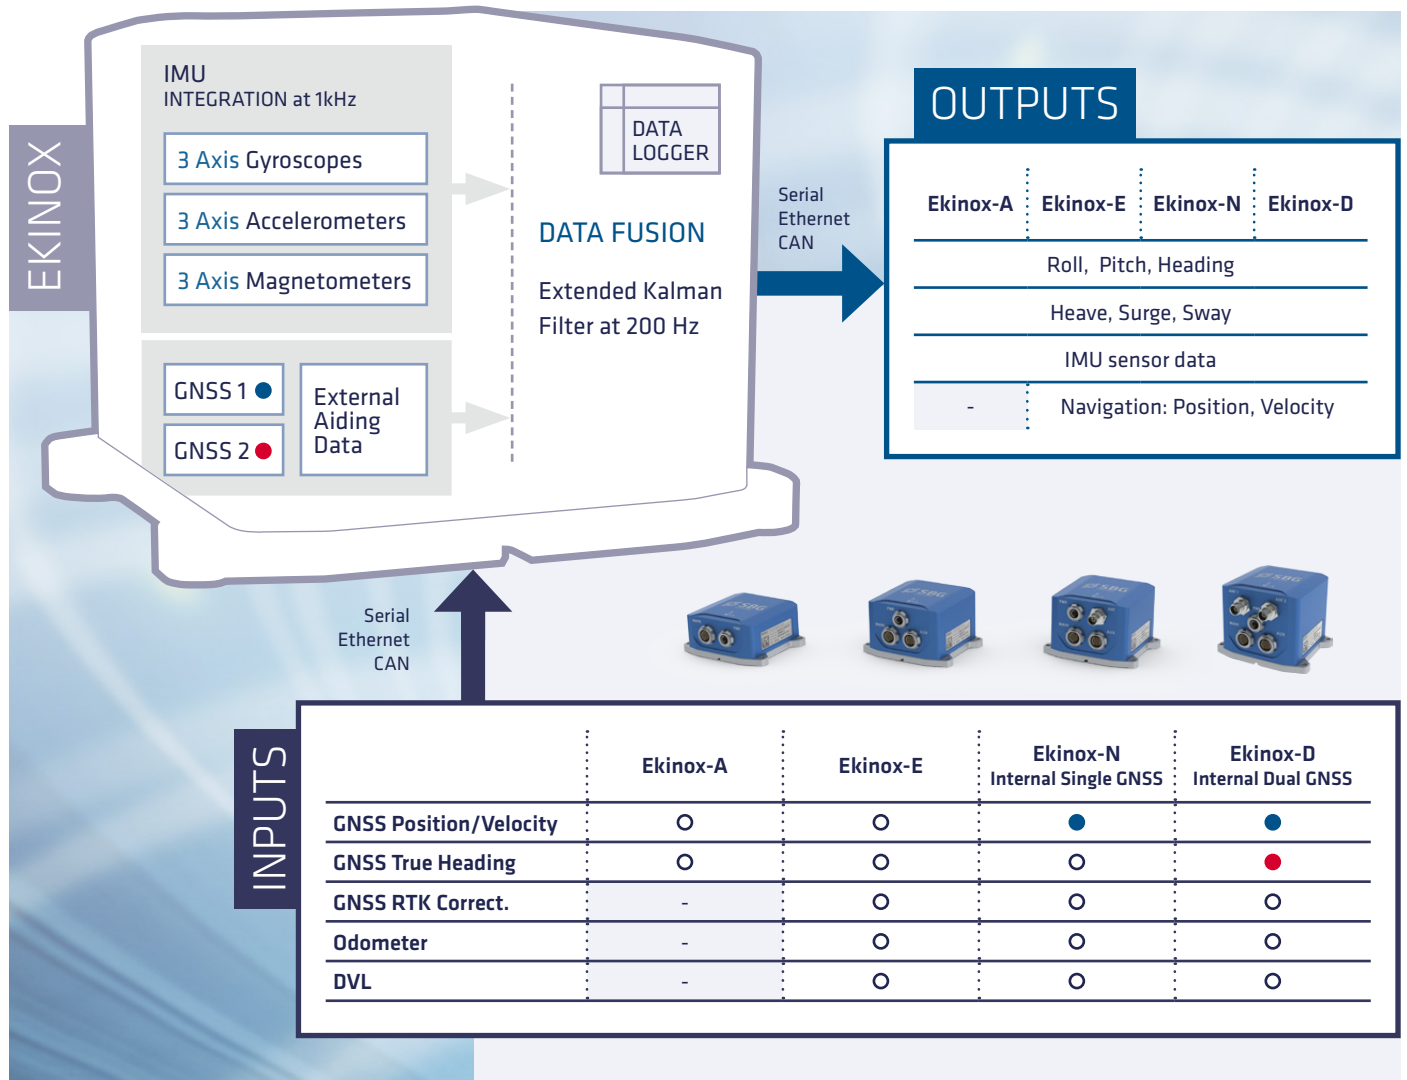 EKINOX
IMU
INTEGRATION at 1kHz
3 Axis Gyroscopes
3 Axis Accelerometers
3 Axis Magnetometers
GNSS 1
GNSS 2
External
Aiding
Data
DATA
LOGGER
DATA FUSION
Extended Kalman
Filter at 200 Hz
Serial
Ethernet
CAN
OUTPUTS
Ekinox-A Ekinox-E Ekinox-N Ekinox-D
Roll, Pitch, Heading
Heave, Surge, Sway
IMU sensor data
- Navigation: Position, Velocity
Serial
Ethernet
CAN
SBG
SBG
SBG
SBG
INPUTS
Ekinox-A Ekinox-E Ekinox-N Ekinox-D
Internal Single GNSS Internal Dual GNSS
GNSS Position/Velocity
GNSS True Heading
GNSS RTK Correct. -
Odometer -
DVL -